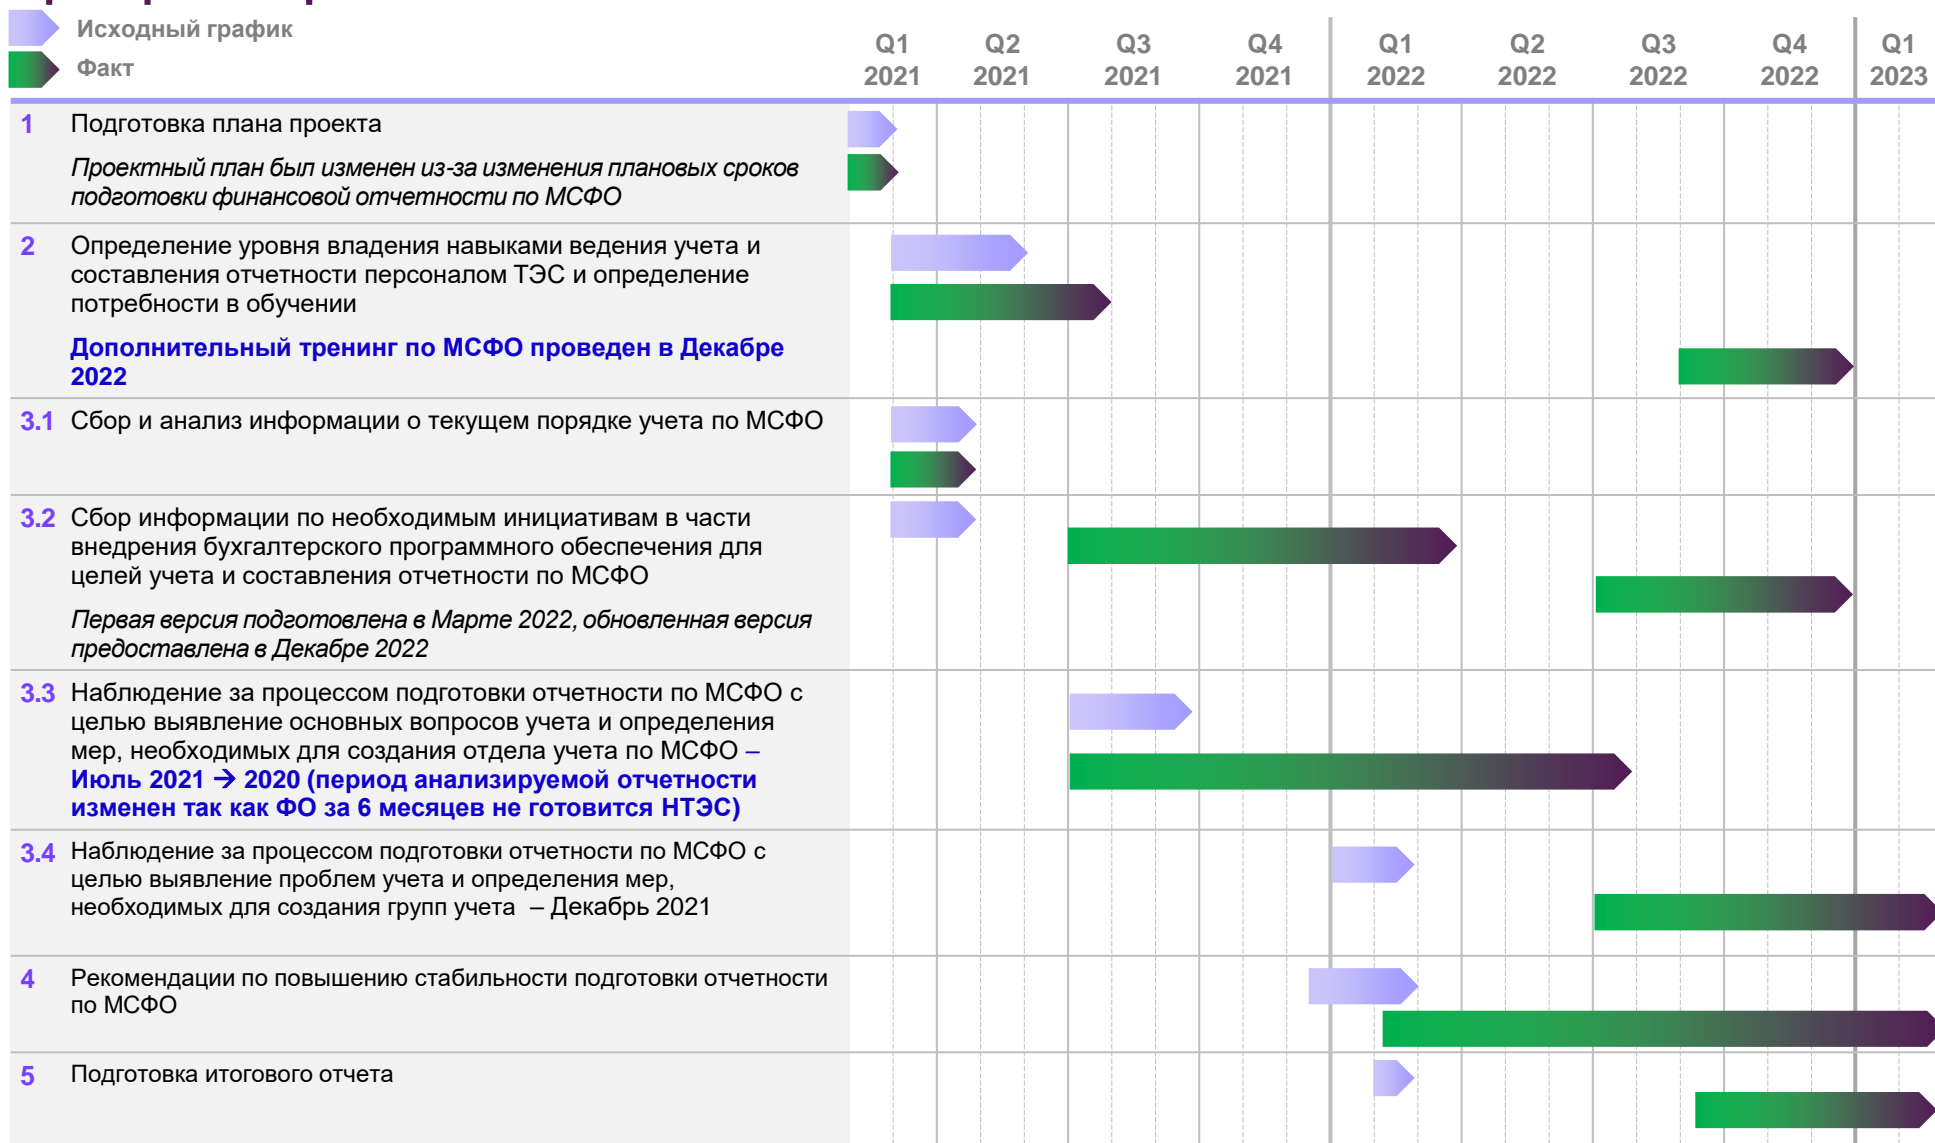 Исходный график
Факт
Q1 Q2 Q3 Q4 Q1 Q2 Q3 Q4 Q1
2021 2021 2021 2021 2022 2022 2022 2022 2023
1 Подготовка плана проекта
Проектный план был изменен из-за изменения плановых сроков
подготовки финансовой отчетности по МСФО
2 Определение уровня владения навыками ведения учета и
составления отчетности персоналом ТЭС и определение
потребности в обучении
Дополнительный тренинг по МСФО проведен в Декабре
2022
3.1 Сбор и анализ информации о текущем порядке учета по МСФО
3.2 Сбор информации по необходимым инициативам в части
внедрения бухгалтерского программного обеспечения для
целей учета и составления отчетности по МСФО
Первая версия подготовлена в Марте 2022, обновленная версия
предоставлена в Декабре 2022
3.3 Наблюдение за процессом подготовки отчетности по МСФО с
целью выявление основных вопросов учета и определения
мер, необходимых для создания отдела учета по МСФО –
Июль 2021 → 2020 (период анализируемой отчетности
изменен так как ФО за 6 месяцев не готовится НТЭС)
3.4 Наблюдение за процессом подготовки отчетности по МСФО с
целью выявление проблем учета и определения мер,
необходимых для создания групп учета – Декабрь 2021
4 Рекомендации по повышению стабильности подготовки отчетности
по МСФО
5 Подготовка итогового отчета